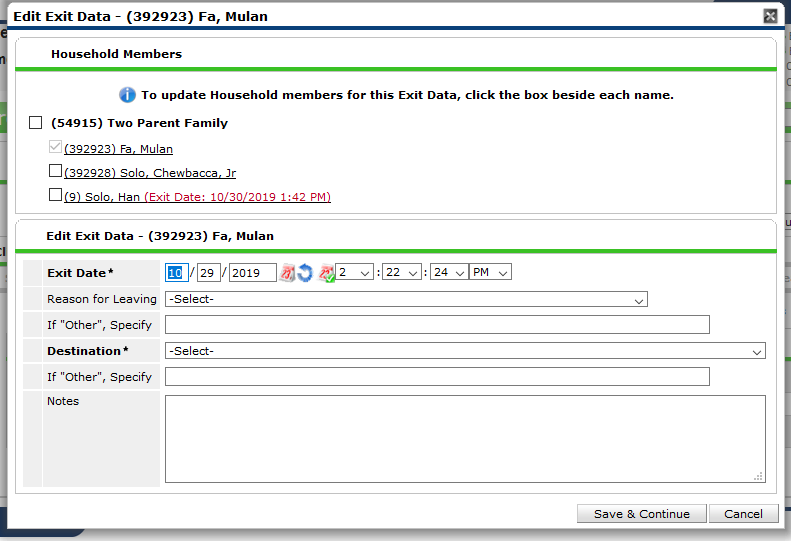 Edit Exit Data - (392923) Fa, Mulan
Household Members
To update Household members for this Exit Data, click the box beside each name.
(54915) Two Parent Family
(392923) Fa, Mulan
(392928) Solo, Chewbacca, Jr
(9) Solo, Han (Exit Date: 10/30/2019 1:42 PM)
Edit Exit Data - (392923) Fa, Mulan
Exit Date* 10 / 29 / 2019 2 : 22 : 24 PM
Reason for Leaving -Select-
If "Other", Specify
Destination* -Select-
If "Other", Specify
Notes
Save & Continue Cancel